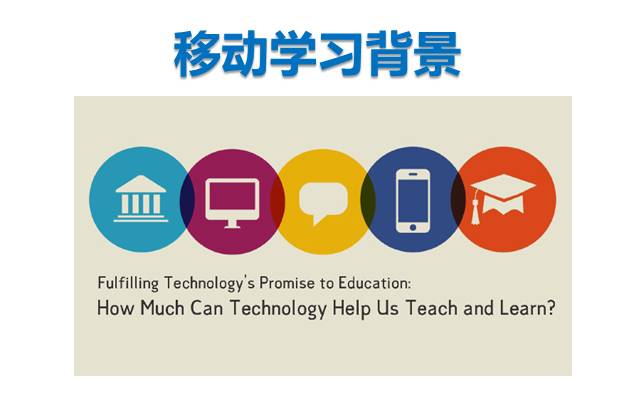 移动学习背景
Fulfilling Technology's Promise to Education:
How Much Can Technology Help Us Teach and Learn?